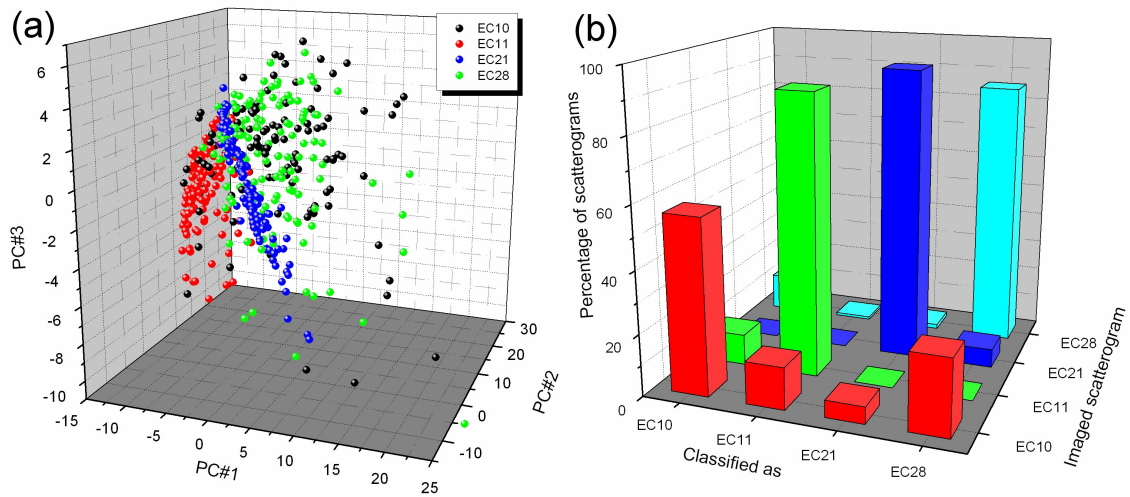 (a)
EC10
EC11
EC21
EC28
6
4
2
0
-2
-4
-6
-8
-10
PC#3
-15
-10
-5
0
5
10
15
20
25
PC#1
-10
0
10
20
30
PC#2
(b)
100
80
60
40
20
0
Percentage of scatterograms
EC10
EC11
EC21
EC28
Classified as
EC10
EC11
EC21
EC28
Imaged scatterogram